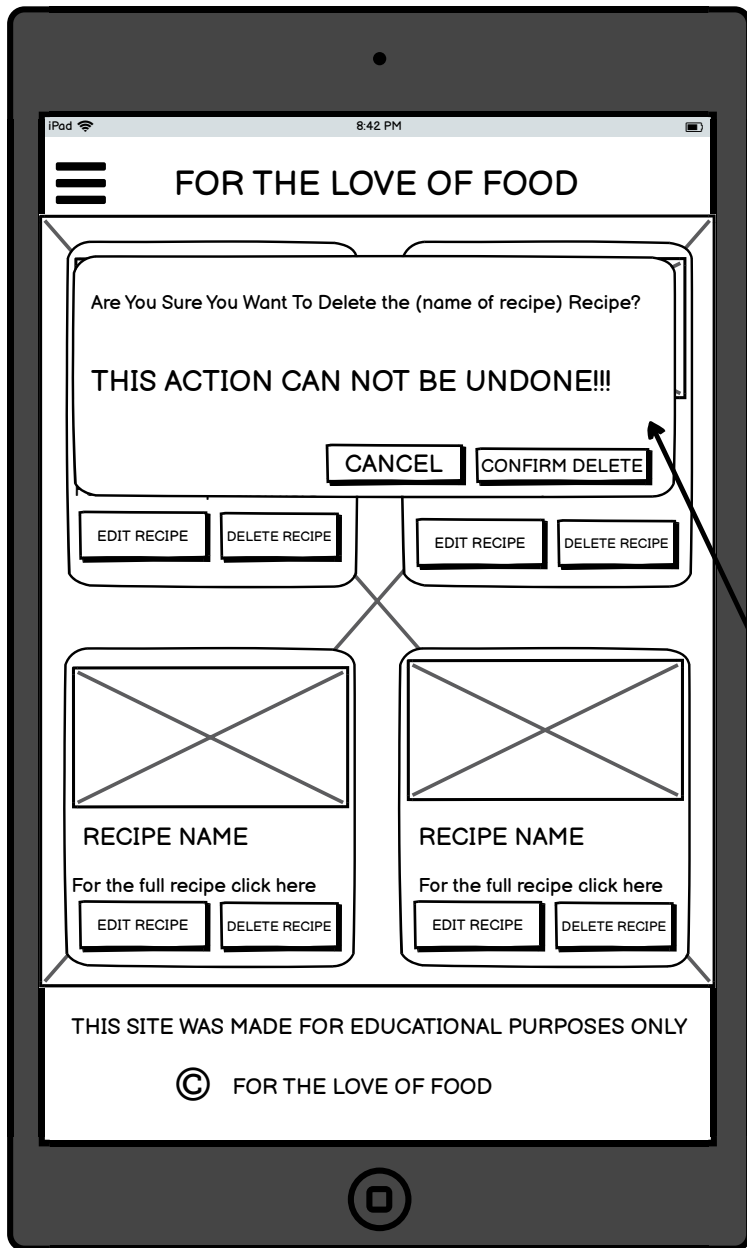 iPad 8:42 PM
FOR THE LOVE OF FOOD
Are You Sure You Want To Delete the (name of recipe) Recipe?
THIS ACTION CAN NOT BE UNDONE!!!
CANCEL CONFIRM DELETE
EDIT RECIPE DELETE RECIPE EDIT RECIPE DELETE RECIPE
RECIPE NAME RECIPE NAME
For the full recipe click here For the full recipe click here
EDIT RECIPE DELETE RECIPE EDIT RECIPE DELETE RECIPE
THIS SITE WAS MADE FOR EDUCATIONAL PURPOSES ONLY
© FOR THE LOVE OF FOOD